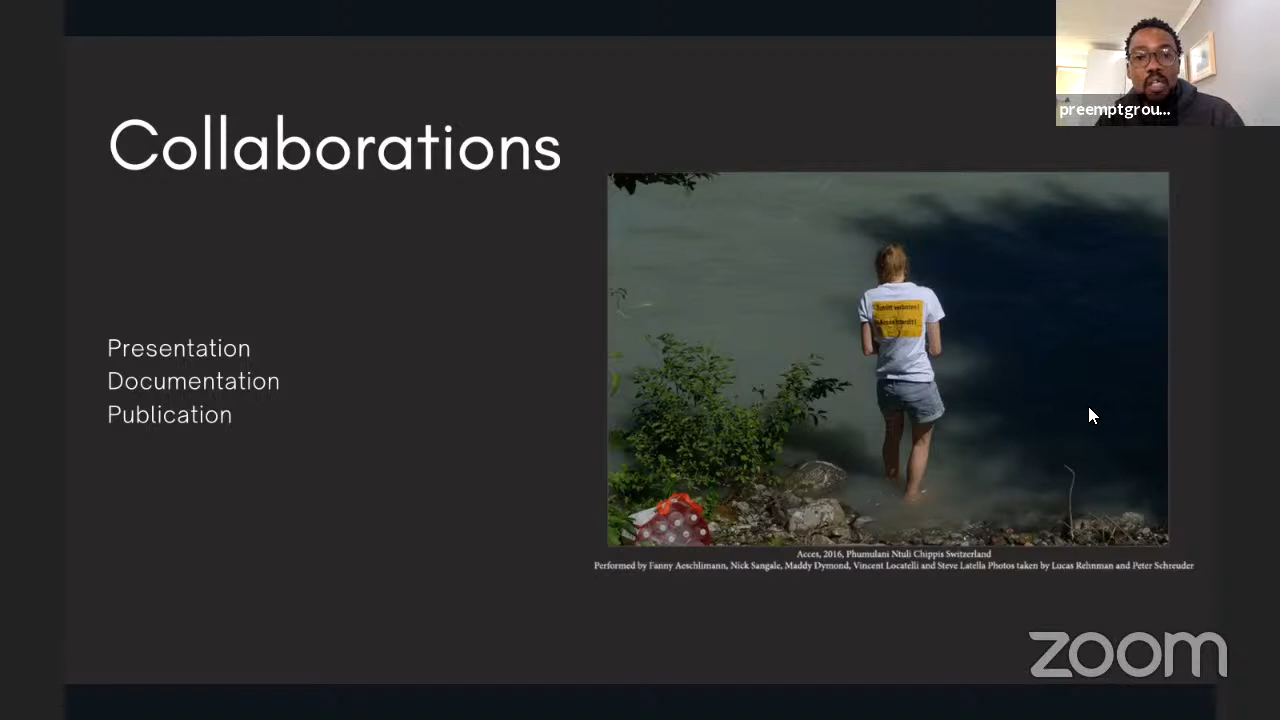 preemptgrou...
Collaborations
Presentation
Documentation
Publication
Acces, 2016, Phumulani Ntuli Chippis Switzerland
Performed by Fanny Aeschlimann, Nick Sangale, Maddy Dymond, Vincent Locatelli and Steve Latella Photos taken by Lucas Rehnman and Peter Schreuder
zoom